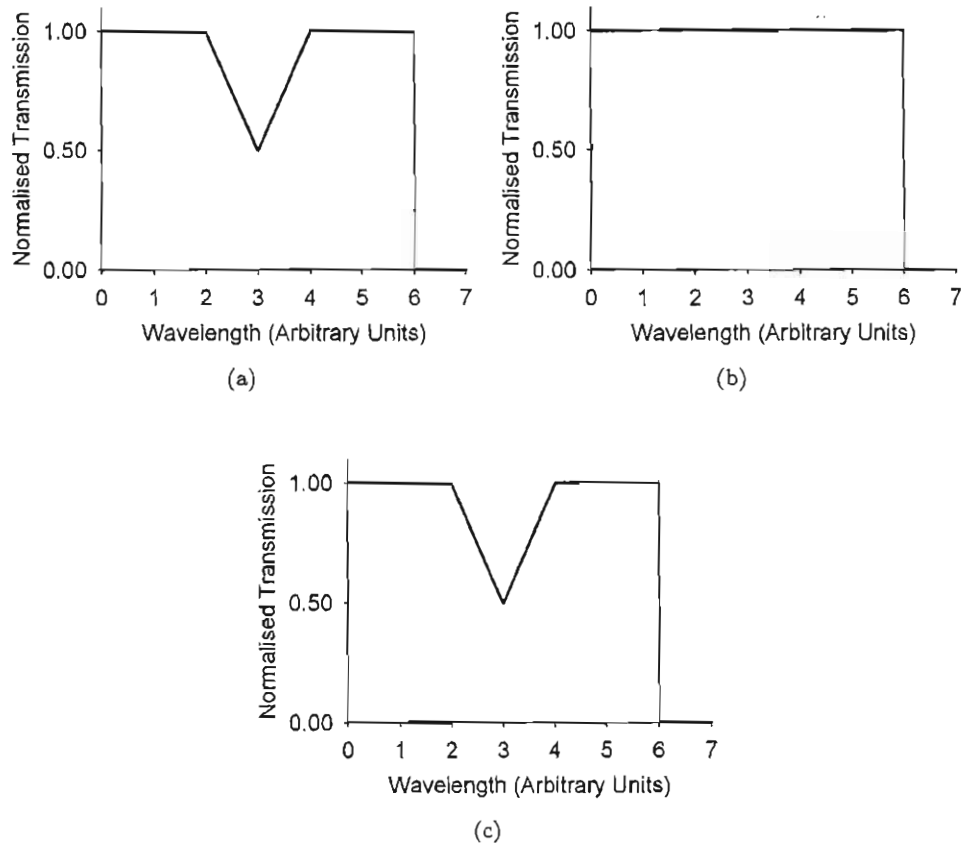 Normalised Transmission
1.00
0.50
0.00
0 1 2 3 4 5 6 7
Wavelength (Arbitrary Units)
(a)
Normalised Transmission
1.00
0.50
0.00
0 1 2 3 4 5 6 7
Wavelength (Arbitrary Units)
(b)
Normalised Transmission
1.00
0.50
0.00
0 1 2 3 4 5 6 7
Wavelength (Arbitrary Units)
(c)